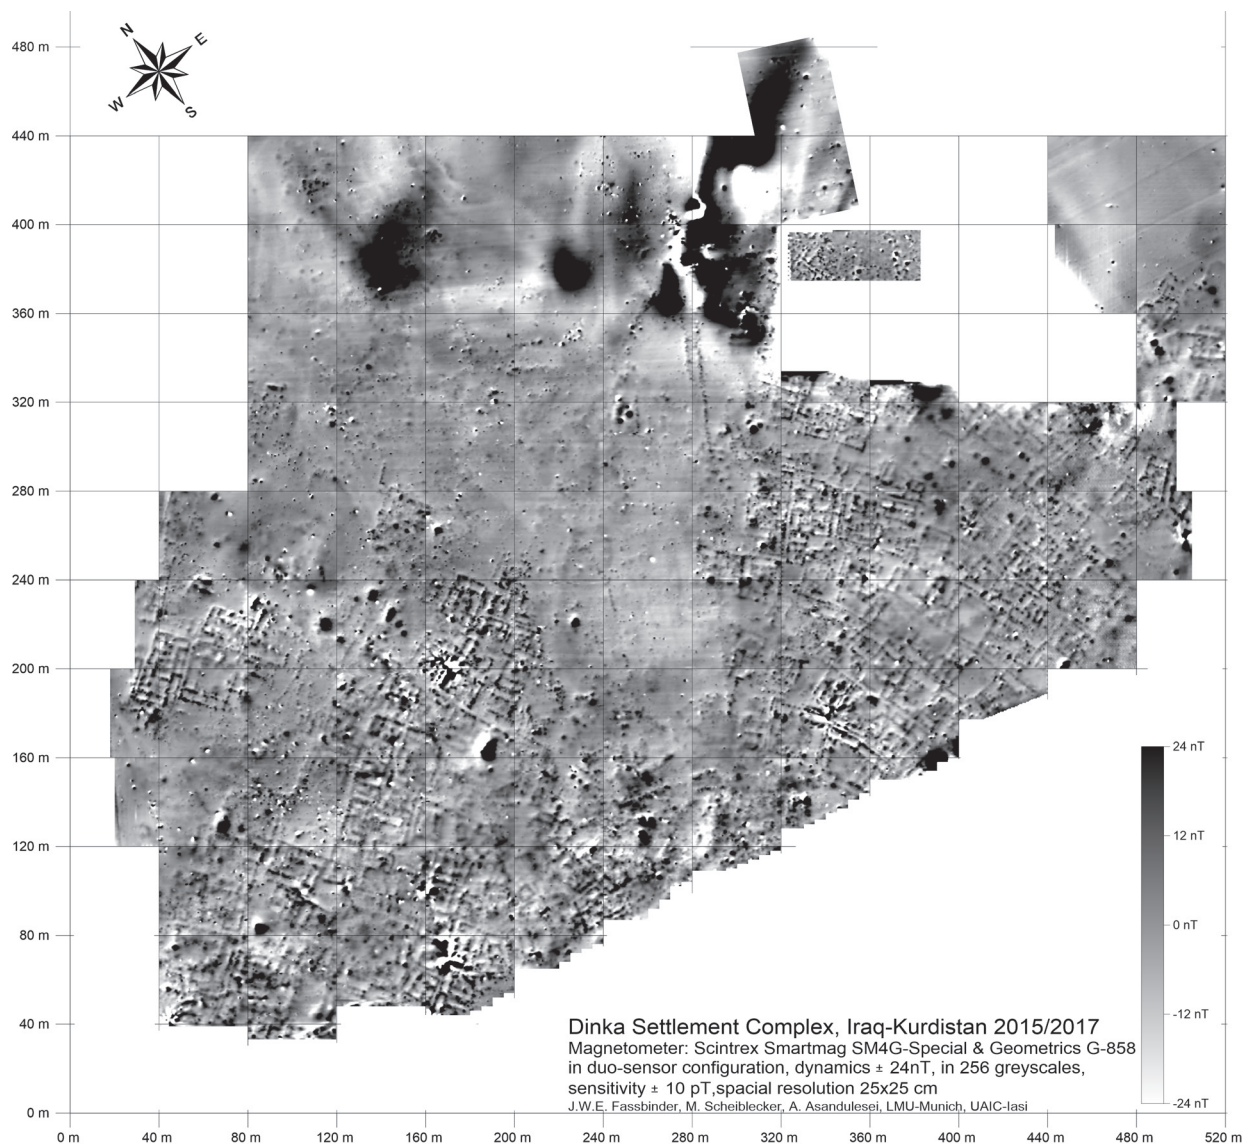 N
E
W
S
480 m
440 m
400 m
360 m
320 m
280 m
240 m
200 m
160 m
120 m
80 m
40 m
0 m
24 nT
12 nT
0 nT
-12 nT
-24 nT
Dinka Settlement Complex, Iraq-Kurdistan 2015/2017
Magnetometer: Scintrex Smartmag SM4G-Special & Geometrics G-858
in duo-sensor configuration, dynamics ± 24nT, in 256 greyscales,
sensitivity ± 10 pT,spacial resolution 25x25 cm
J.W.E. Fassbinder, M. Scheiblecker, A. Asandulesei, LMU-Munich, UAIC-Iasi
0 m 40 m 80 m 120 m 160 m 200 m 240 m 280 m 320 m 360 m 400 m 440 m 480 m 520 m